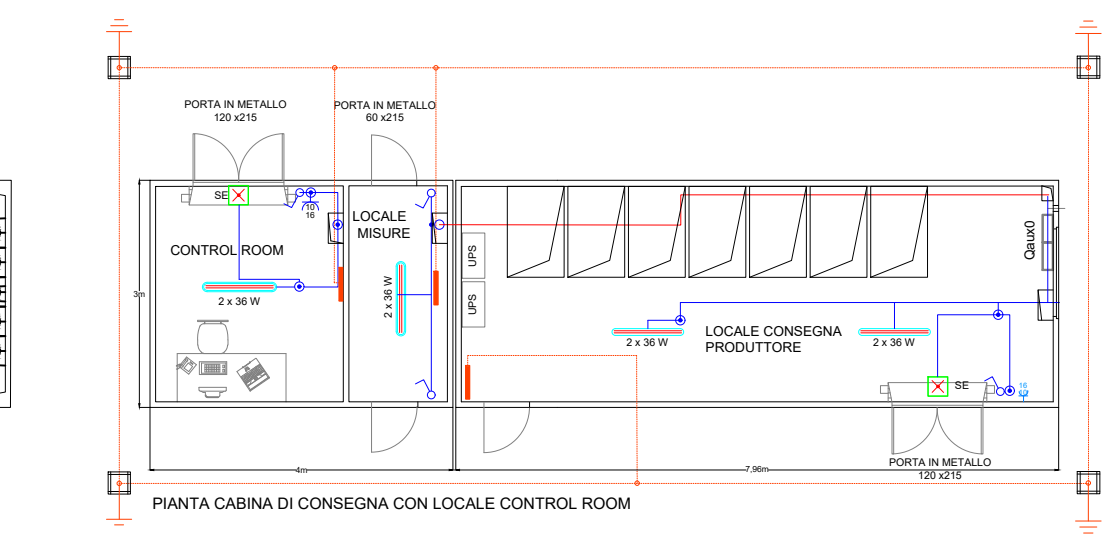 PORTA IN METALLO
120 x215
PORTA IN METALLO
60 x215
SE
10
16
LOCALE
MISURE
CONTROL ROOM
UPS
Qaux0
3m
2 x 36 W
2 x 36 W
UPS
2 x 36 W
LOCALE CONSEGNA
PRODUTTORE
2 x 36 W
SE
16
PORTA IN METALLO
120 x215
4m
7,96m
PIANTA CABINA DI CONSEGNA CON LOCALE CONTROL ROOM